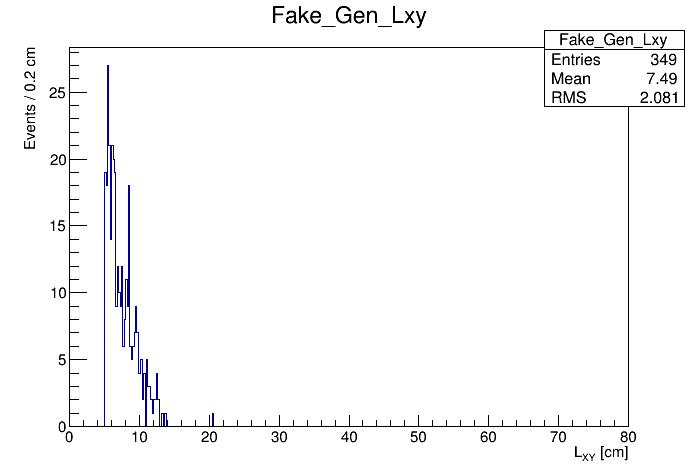 Fake_Gen_Lxy
Fake_Gen_Lxy
Entries 349
Mean 7.49
RMS 2.081
Events / 0.2 cm
25
20
15
10
5
0
0 10 20 30 40 50 60 70 80
LXY [cm]